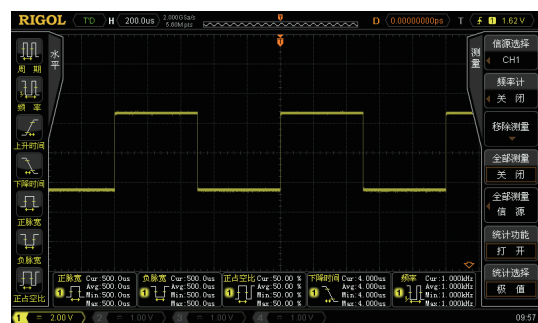 RIGOL T'D H 200.0us 2.000GSa/s 5.60Mpts D 0.00000000ps T 1 1.62V
水平
周 期
频 率
上升时间
下降时间
正脉宽
负脉宽
正占空比
测量
信源选择
CH1
频率计
关 闭
移除测量
全部测量
关 闭
全部测量
信 源
统计功能
打 开
统计选择
极 值
正脉宽 Cur:500.0us
Avg:500.0us
Min:500.0us
Max:500.0us
负脉宽 Cur:500.0us
Avg:500.0us
Min:500.0us
Max:500.0us
正占空比 Cur:50.00 %
Avg:50.00 %
Min:50.00 %
Max:50.00 %
下降时间 Cur:4.000us
Avg:4.000us
Min:4.000us
Max:4.000us
频率 Cur:1.000kHz
Avg:1.000kHz
Min:1.000kHz
Max:1.000kHz
1 = 2.00 V 2 = 1.00 V 3 = 1.00 V 4 = 1.00 V 09:57